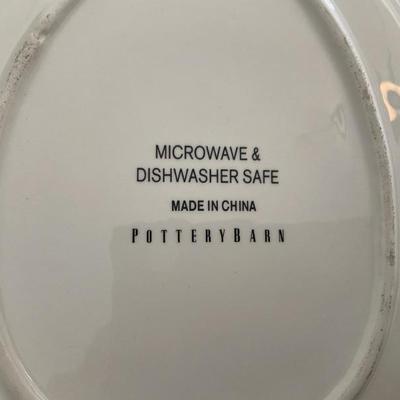 MICROWAVE &
DISHWASHER SAFE
MADE IN CHINA
POTTERYBARN